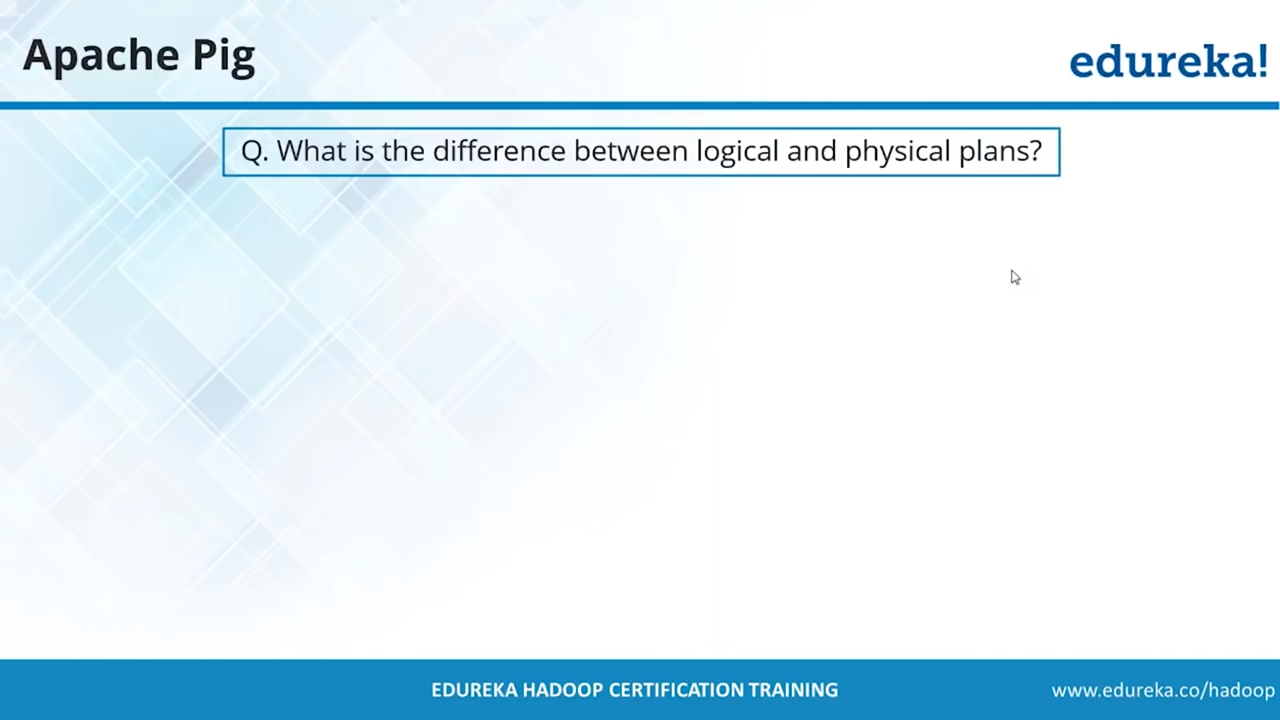 Apache Pig
edureka!
Q. What is the difference between logical and physical plans?
EDUREKA HADOOP CERTIFICATION TRAINING
www.edureka.co/hadoop